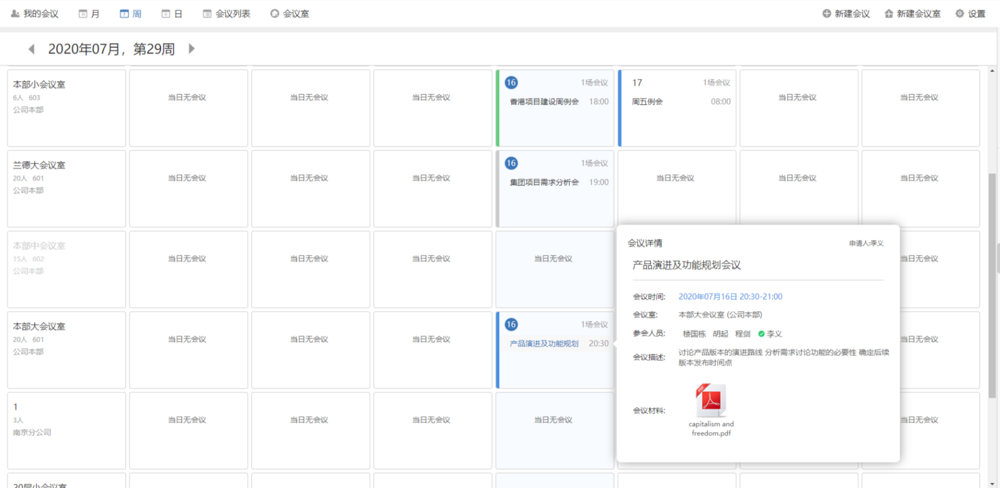 我的会议 月 周 日 会议列表 会议室 新建会议 新建会议室 设置
2020年07月，第29周
本部小会议室
6人 603
公司本部
当日无会议
当日无会议
当日无会议
16 1场会议
香港项目建设周例会 18:00
17 1场会议
周五例会 08:00
当日无会议
当日无会议
兰德大会议室
20人 601
公司本部
当日无会议
当日无会议
当日无会议
16 1场会议
集团项目需求分析会 19:00
当日无会议
当日无会议
当日无会议
本部中会议室
15人 602
公司本部
当日无会议
当日无会议
当日无会议
当日无会议
当日无会议
本部大会议室
20人 601
公司本部
当日无会议
当日无会议
当日无会议
16 1场会议
产品演进及功能规划 20:30
当日无会议
1
3人
南京分公司
当日无会议
当日无会议
当日无会议
当日无会议
当日无会议
20层小会议室
会议详情 申请人:李义
产品演进及功能规划会议
会议时间: 2020年07月16日 20:30-21:00
会议室: 本部大会议室 (公司本部)
参会人员: 楼国栋 胡起 程剑 李义
会议描述: 讨论产品版本的演进路线 分析需求讨论功能的必要性 确定后续
版本发布时间点
会议材料:
PDF
capitalism and
freedom.pdf